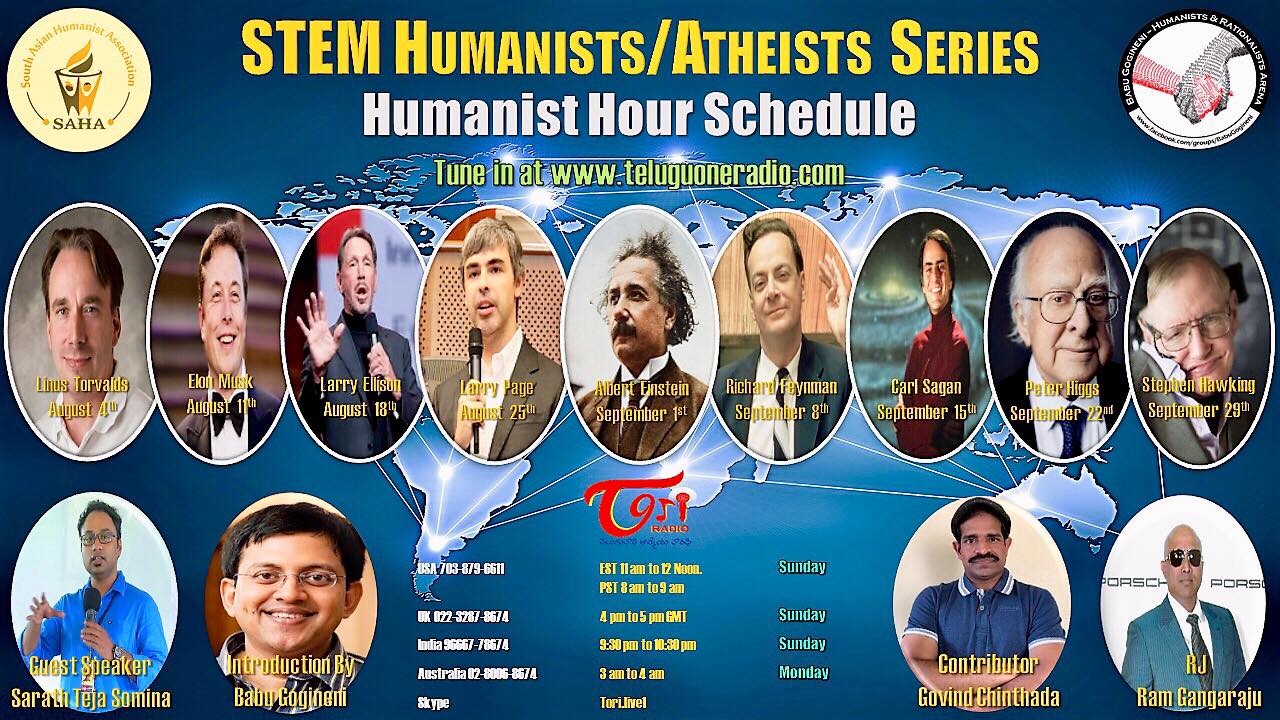 South Asian Humanist Association
SAHA
STEM HUMANISTS/ATHEISTS SERIES
Humanist Hour Schedule
Tune in at www.teluguoneradio.com
BABU GOGINENI - HUMANISTS & RATIONALISTS ARENA
www.facebook.com/groups/BabuGogineni
Linus Torvalds
August 4th
Elon Musk
August 11th
Larry Ellison
August 18th
Larry Page
August 25th
Albert Einstein
September 1st
Richard Feynman
September 8th
Carl Sagan
September 15th
Peter Higgs
September 22nd
Stephen Hawking
September 29th
Tori
RADIO
USA 703-879-6611 EST 11 am to 12 Noon. Sunday
PST 8 am to 9 am
UK 022-3287-8674 4 pm to 5 pm GMT Sunday
India 96667-78674 9:30 pm to 10:30 pm Sunday
Australia 02-8006-8674 3 am to 4 am Monday
Skype Tori.live1
Guest Speaker
Sarath Teja Somina
Introduction By
Babu Gogineni
Contributor
Govind Chinthada
PORSCH PORS
RJ
Ram Gangaraju